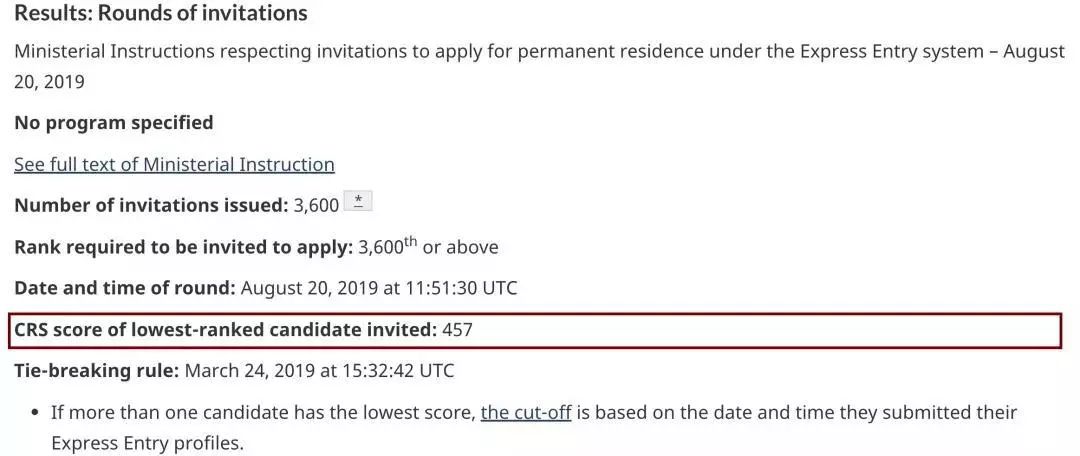 Results: Rounds of invitations
Ministerial Instructions respecting invitations to apply for permanent residence under the Express Entry system – August
20, 2019
No program specified
See full text of Ministerial Instruction
Number of invitations issued: 3,600 *
Rank required to be invited to apply: 3,600th or above
Date and time of round: August 20, 2019 at 11:51:30 UTC
CRS score of lowest-ranked candidate invited: 457
Tie-breaking rule: March 24, 2019 at 15:32:42 UTC
• If more than one candidate has the lowest score, the cut-off is based on the date and time they submitted their
Express Entry profiles.